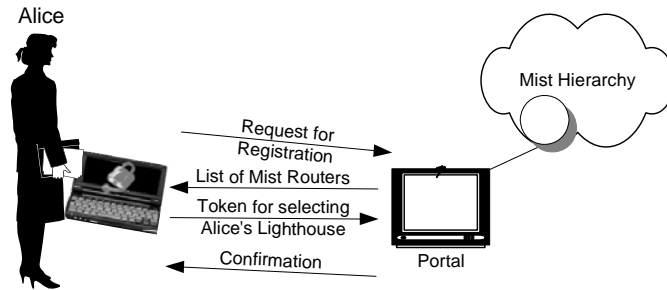 Alice
Mist Hierarchy
Request for
Registration
List of Mist Routers
Token for selecting
Alice's Lighthouse
Confirmation
Portal